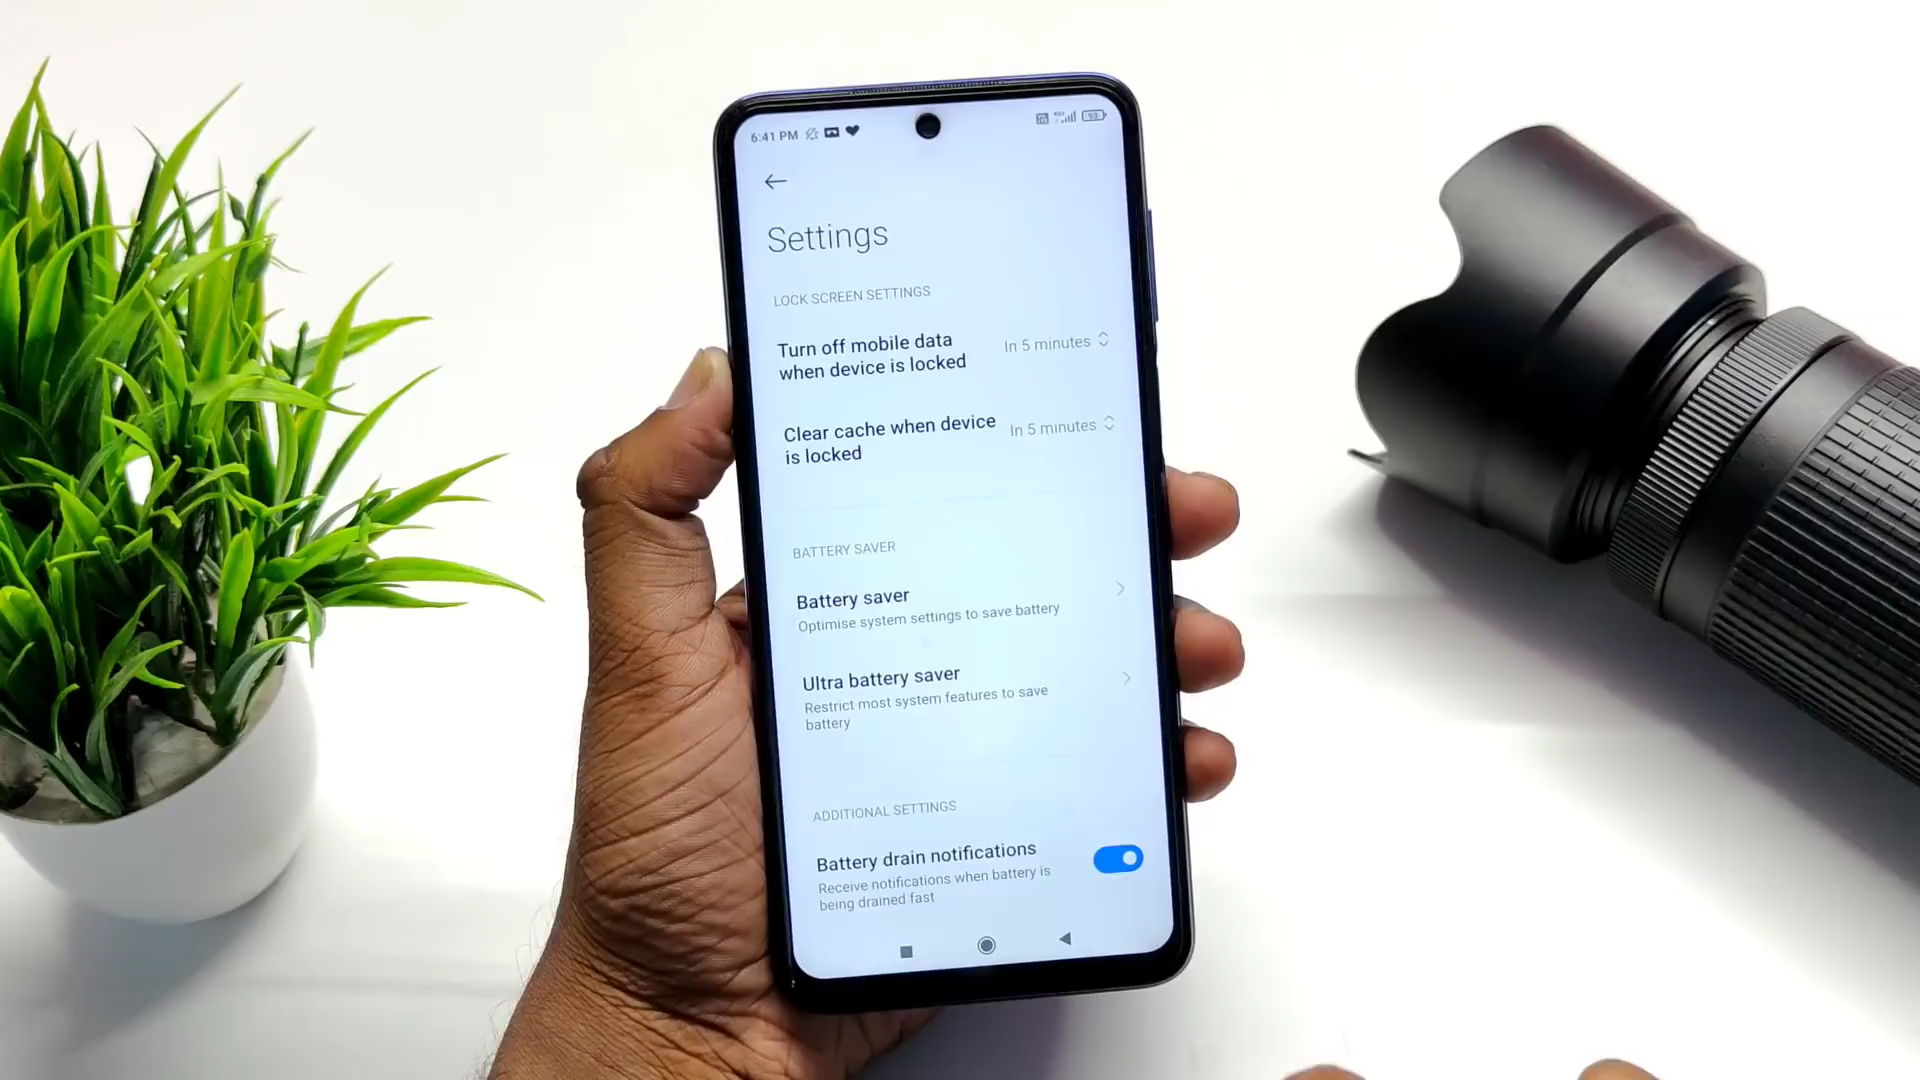 6:41 PM
93
Settings
LOCK SCREEN SETTINGS
Turn off mobile data
when device is locked
In 5 minutes
Clear cache when device
is locked
In 5 minutes
BATTERY SAVER
Battery saver
Optimise system settings to save battery
Ultra battery saver
Restrict most system features to save
battery
ADDITIONAL SETTINGS
Battery drain notifications
Receive notifications when battery is
being drained fast